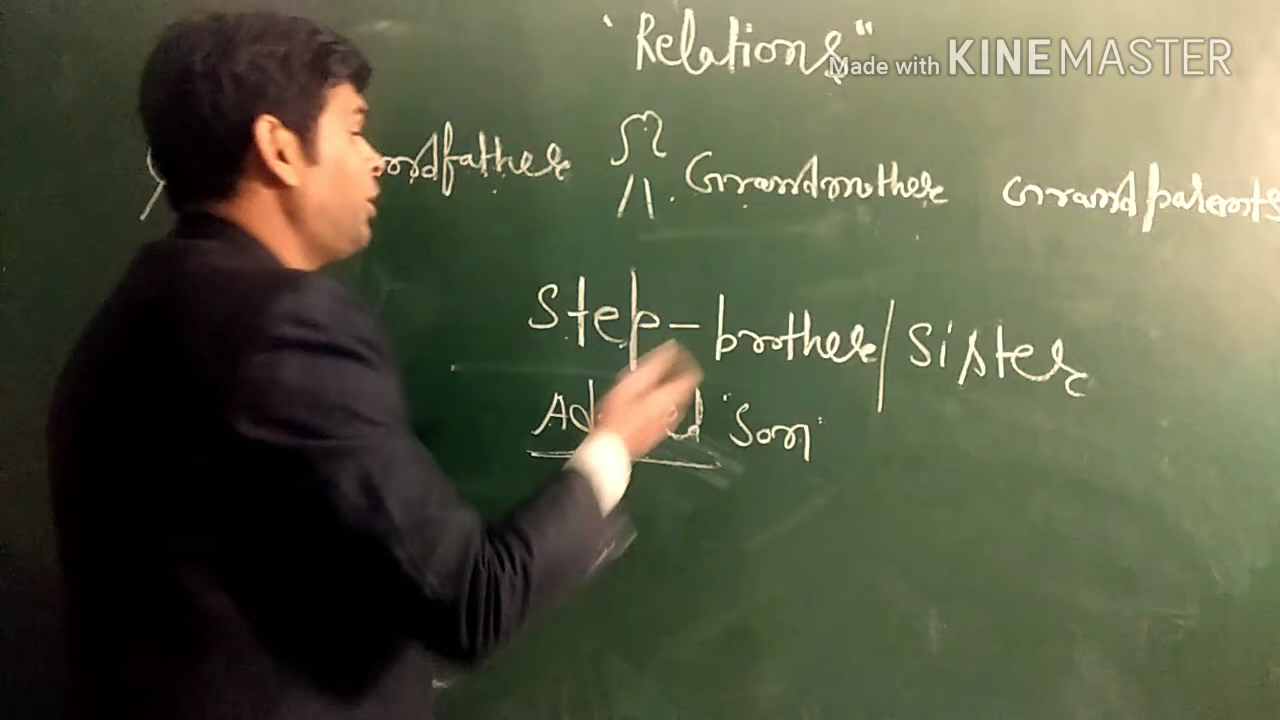 "Relations"
Made with KINEMASTER
Grandmother Grandparents
Step-brother/Sister
"Son"